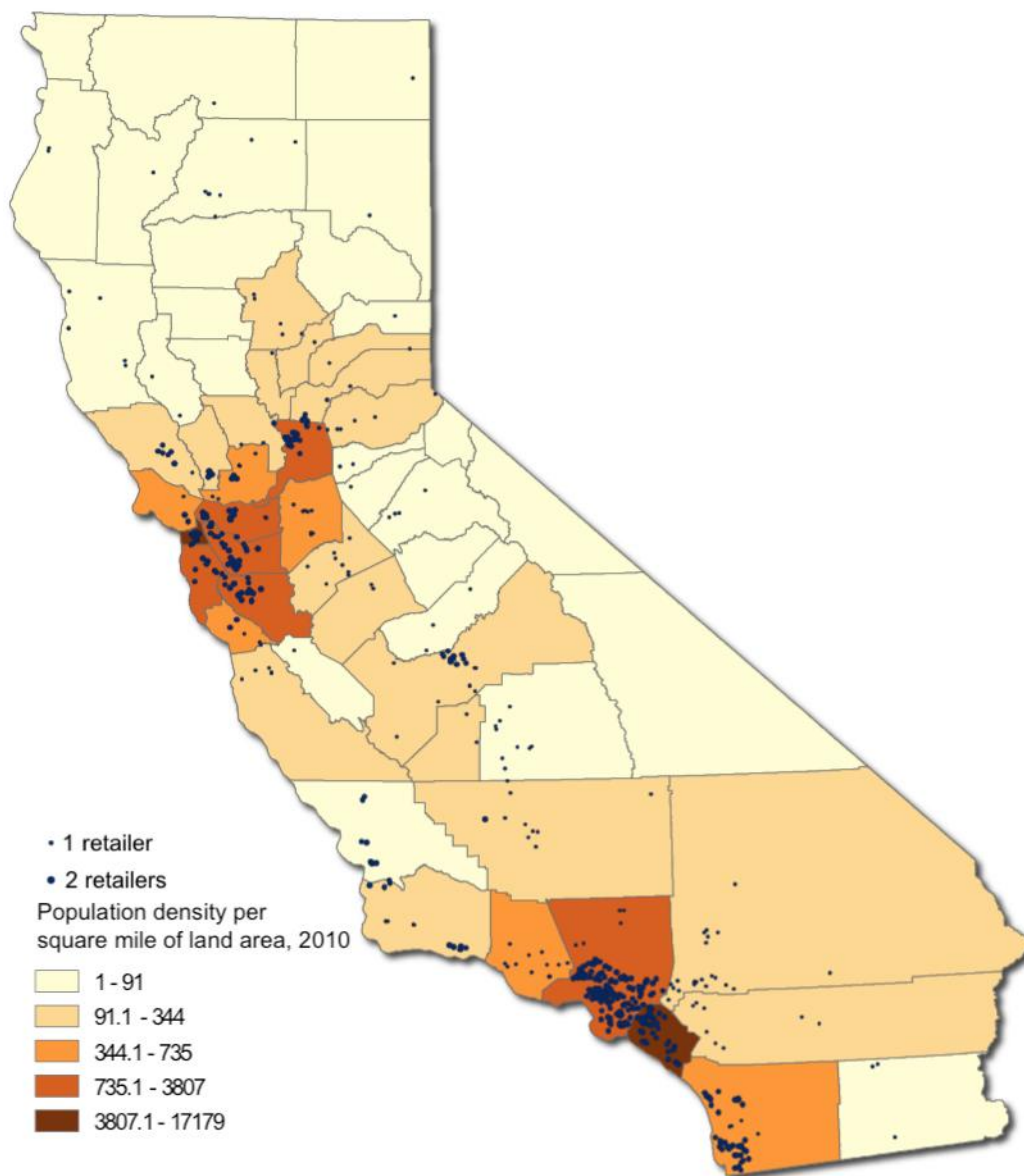 1 retailer
2 retailers
Population density per
square mile of land area, 2010
1 - 91
91.1 - 344
344.1 - 735
735.1 - 3807
3807.1 - 17179